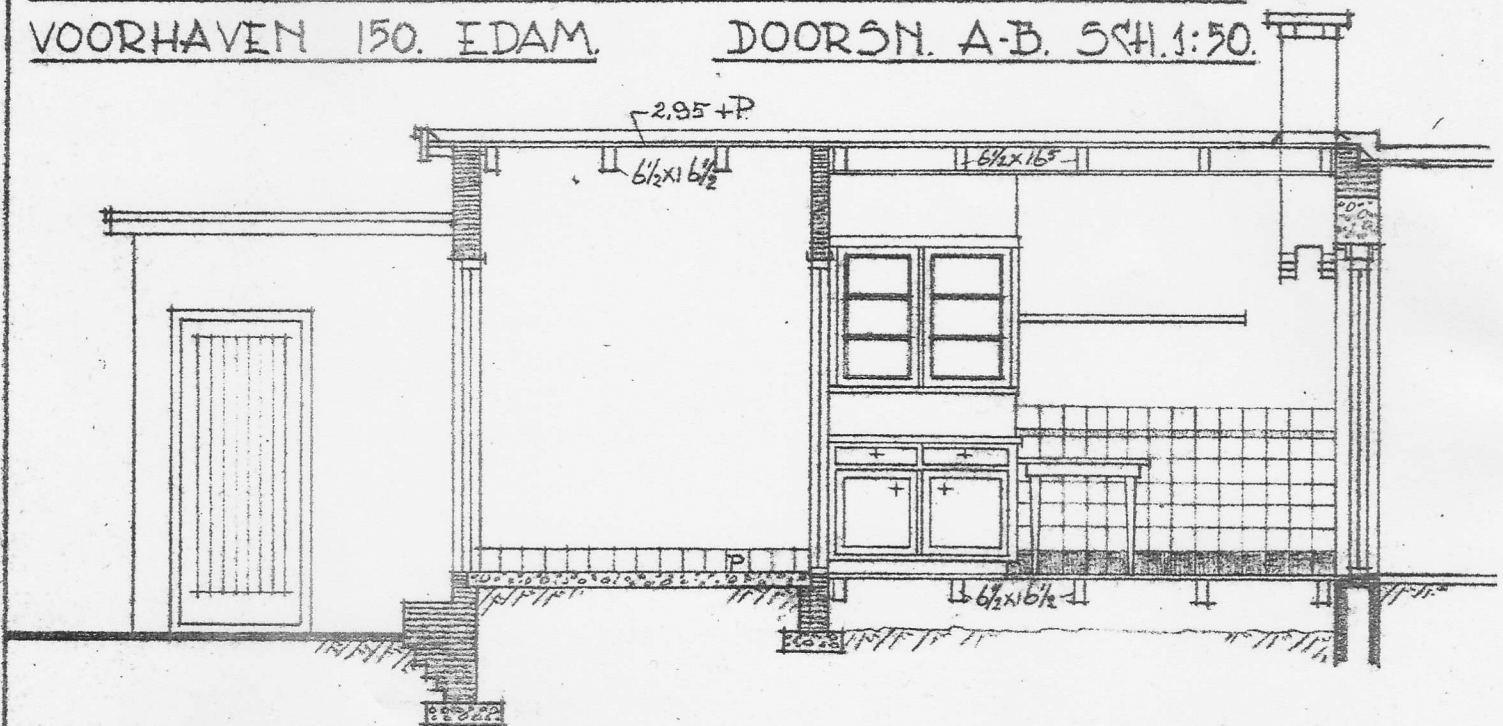 VOORHAVEN 150. EDAM. DOORSN. A-B. SCH. 1:50.
2.95+P
6½x16½
6½x16⁵
P
6½x16½